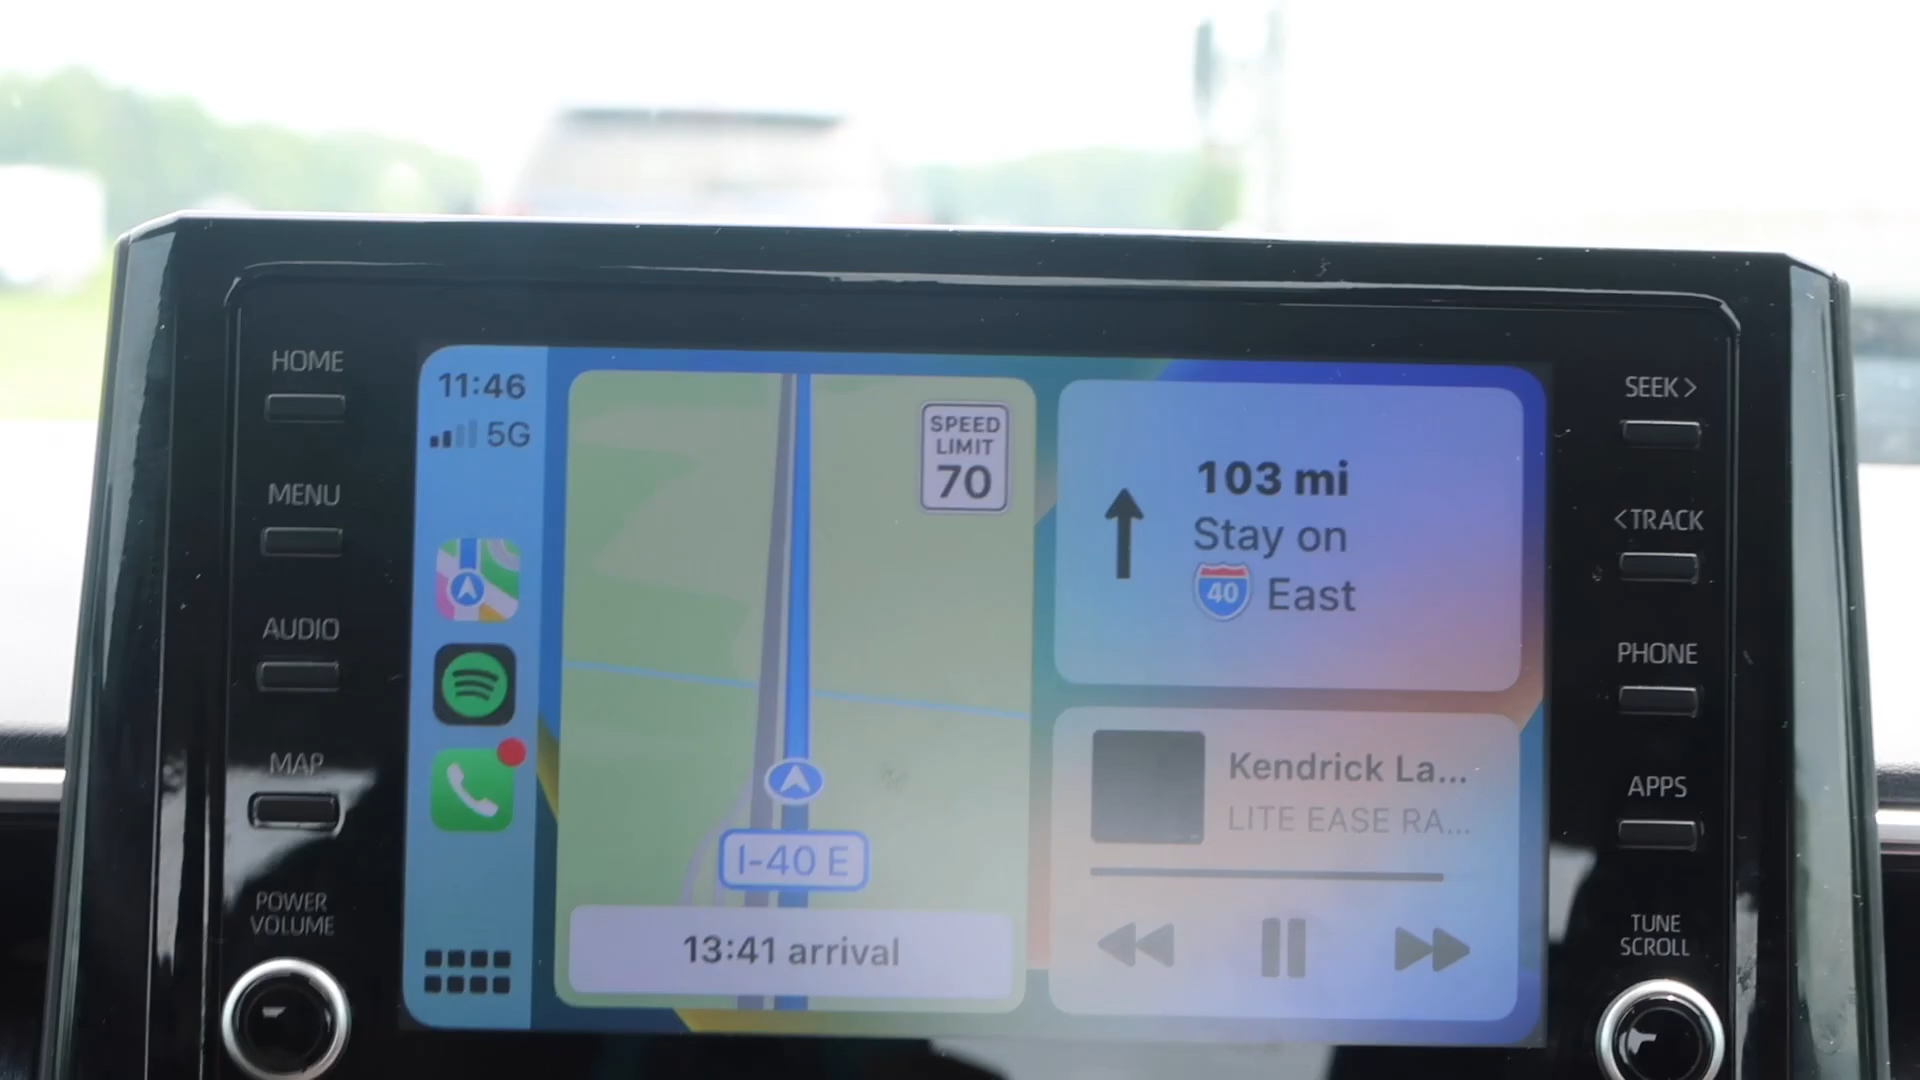 HOME
MENU
AUDIO
MAP
POWER
VOLUME
11:46
5G
SPEED
LIMIT
70
I-40 E
13:41 arrival
103 mi
Stay on
40 East
Kendrick La...
LITE EASE RA...
SEEK >
< TRACK
PHONE
APPS
TUNE
SCROLL